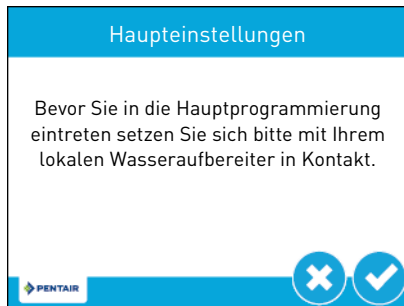 Haupteinstellungen
Bevor Sie in die Hauptprogrammierung
eintreten setzen Sie sich bitte mit Ihrem
lokalen Wasseraufbereiter in Kontakt.
PENTAIR